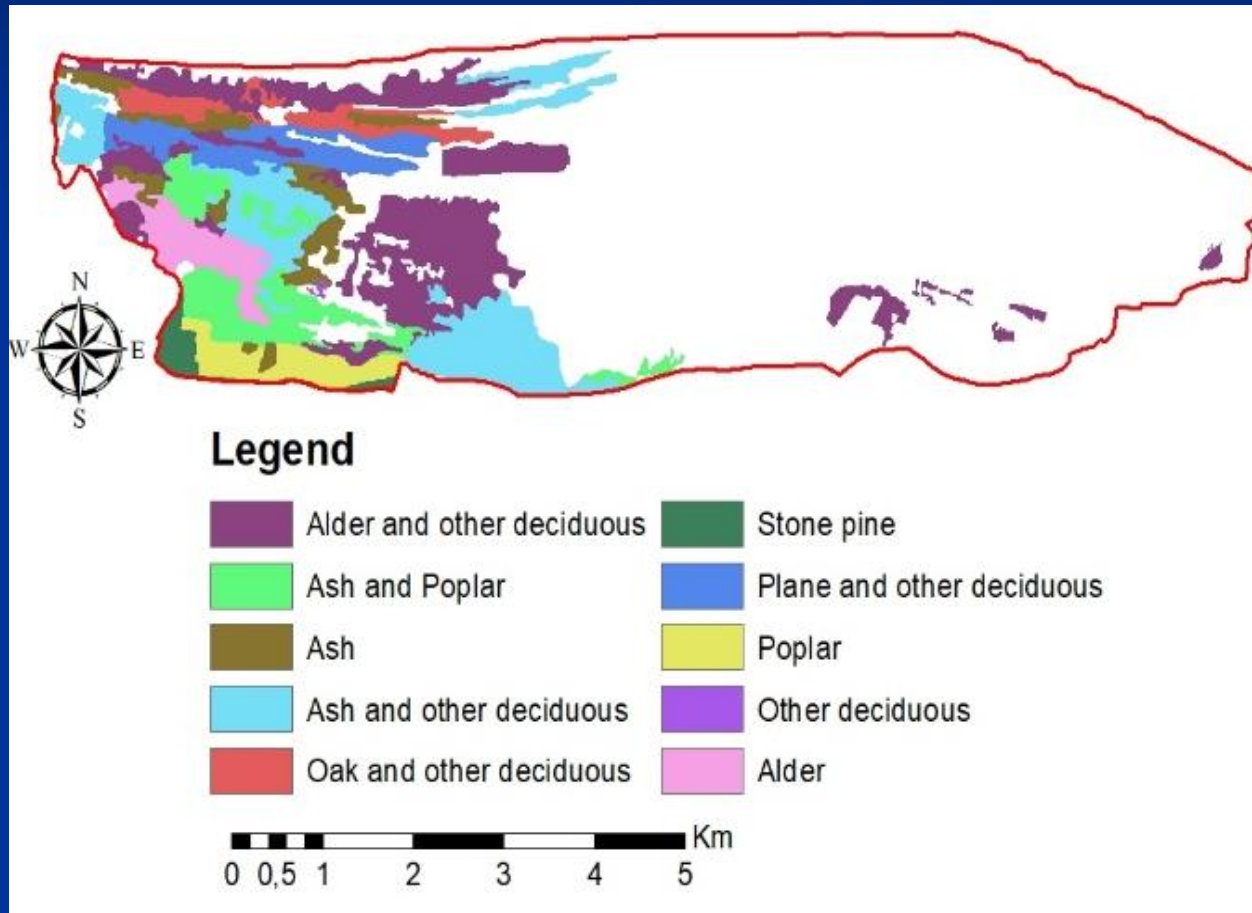 N
W E
S
Legend
Alder and other deciduous
Ash and Poplar
Ash
Ash and other deciduous
Oak and other deciduous
Stone pine
Plane and other deciduous
Poplar
Other deciduous
Alder
Km
0 0,5 1 2 3 4 5